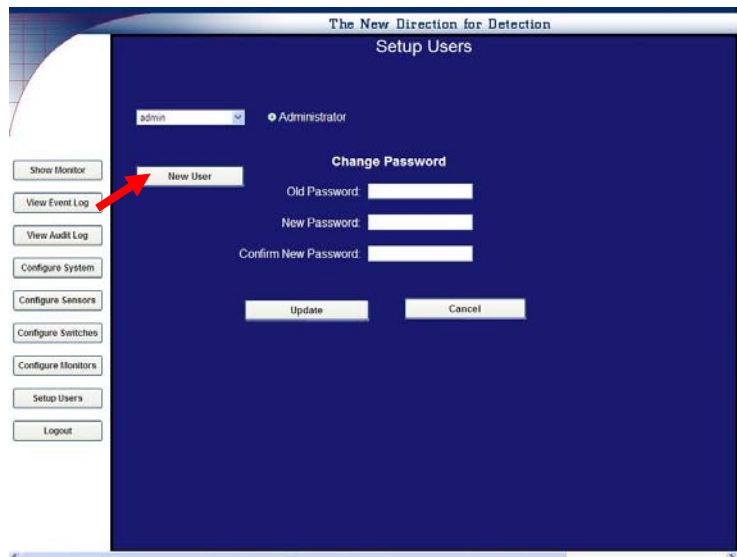 The New Direction for Detection
Setup Users
admin
Administrator
Show Monitor
View Event Log
View Audit Log
Configure System
Configure Sensors
Configure Switches
Configure Monitors
Setup Users
Logout
New User
Change Password
Old Password:
New Password:
Confirm New Password:
Update
Cancel